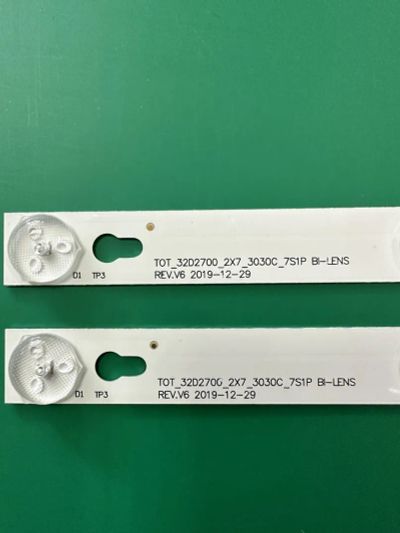 TOT_32D2700_2X7_3030C_7S1P BI-LENS
D1 TP3 REV.V6 2019-12-29
TOT_32D2700_2X7_3030C_7S1P BI-LENS
D1 TP3 REV.V6 2019-12-29